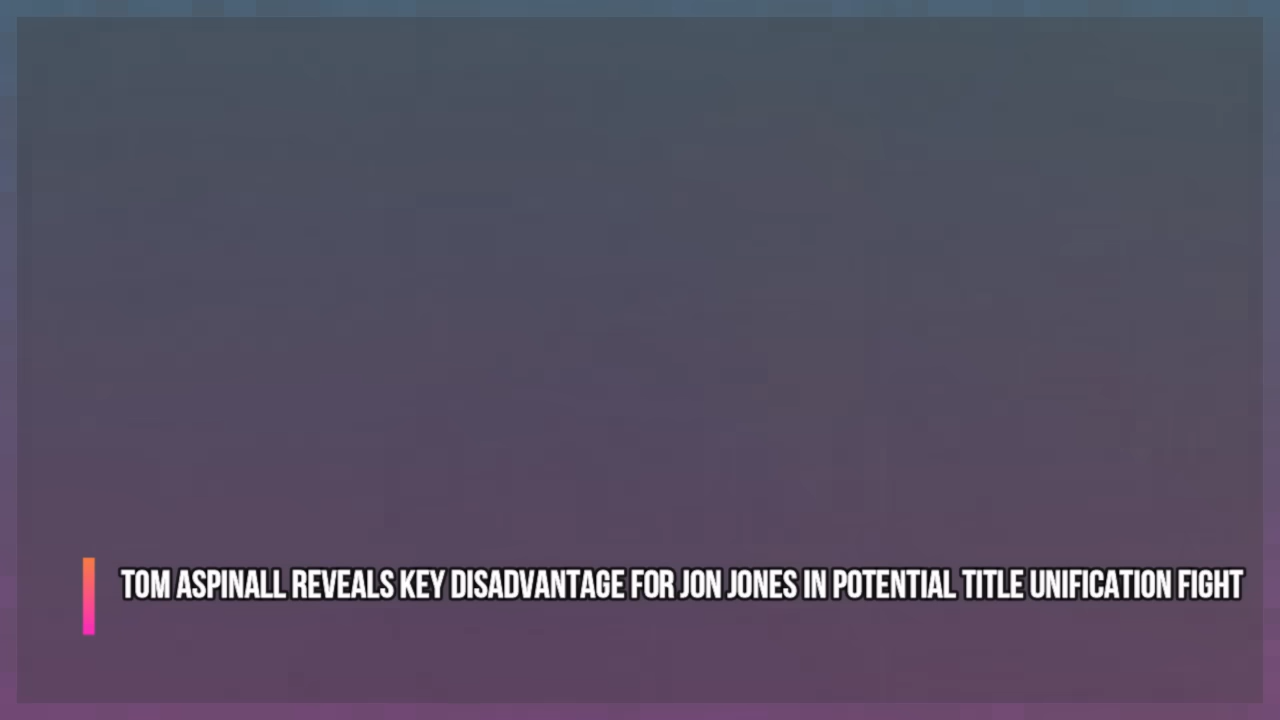 TOM ASPINALL REVEALS KEY DISADVANTAGE FOR JON JONES IN POTENTIAL TITLE UNIFICATION FIGHT